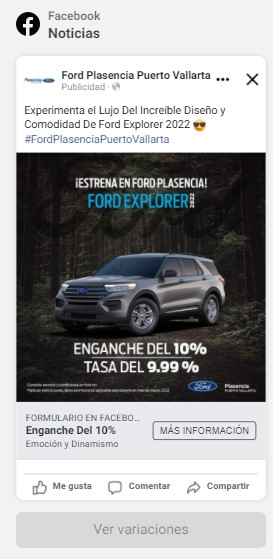 Facebook
Noticias
Ford Plasencia Puerto Vallarta
Publicidad ·
Experimenta el Lujo Del Increíble Diseño y
Comodidad De Ford Explorer 2022 😎
#FordPlasenciaPuertoVallarta
¡ESTRENA EN FORD PLASENCIA!
FORD EXPLORER 2022
ENGANCHE DEL 10%
TASA DEL 9.99 %
Ford
Plasencia
PUERTO VALLARTA
FORMULARIO EN FACEBO...
Enganche Del 10%
Emoción y Dinamismo
MÁS INFORMACIÓN
Me gusta
Comentar
Compartir
Ver variaciones